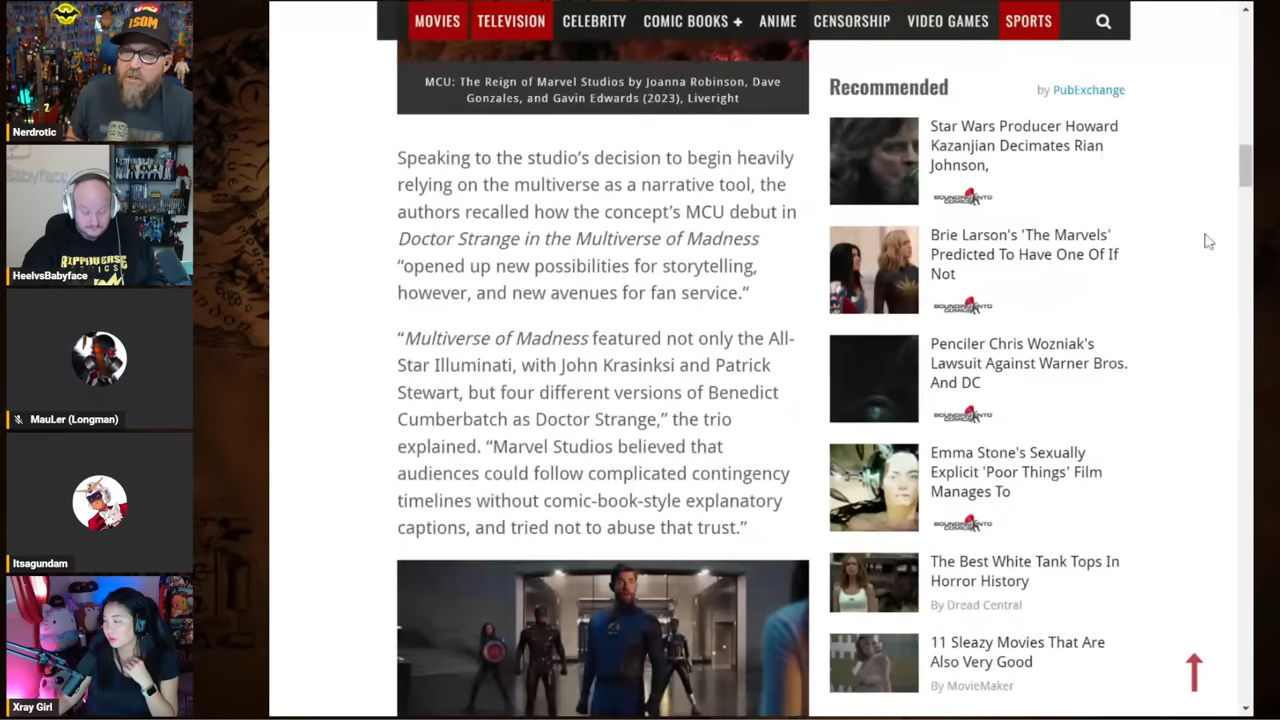 ISOM
Nerdrotic
Babyface
RIPPAVERSE
HeelvsBabyface
MauLer (Longman)
Itsagundam
Xray Girl
MOVIES TELEVISION CELEBRITY COMIC BOOKS + ANIME CENSORSHIP VIDEO GAMES SPORTS
MCU: The Reign of Marvel Studios by Joanna Robinson, Dave
Gonzales, and Gavin Edwards (2023), Liveright
Speaking to the studio’s decision to begin heavily
relying on the multiverse as a narrative tool, the
authors recalled how the concept’s MCU debut in
Doctor Strange in the Multiverse of Madness
“opened up new possibilities for storytelling,
however, and new avenues for fan service.”
“Multiverse of Madness featured not only the All-
Star Illuminati, with John Krasinksi and Patrick
Stewart, but four different versions of Benedict
Cumberbatch as Doctor Strange,” the trio
explained. “Marvel Studios believed that
audiences could follow complicated contingency
timelines without comic-book-style explanatory
captions, and tried not to abuse that trust.”
Recommended
by PubExchange
Star Wars Producer Howard
Kazanjian Decimates Rian
Johnson,
Brie Larson's 'The Marvels'
Predicted To Have One Of If
Not
Penciler Chris Wozniak's
Lawsuit Against Warner Bros.
And DC
Emma Stone's Sexually
Explicit 'Poor Things' Film
Manages To
The Best White Tank Tops In
Horror History
By Dread Central
11 Sleazy Movies That Are
Also Very Good
By MovieMaker